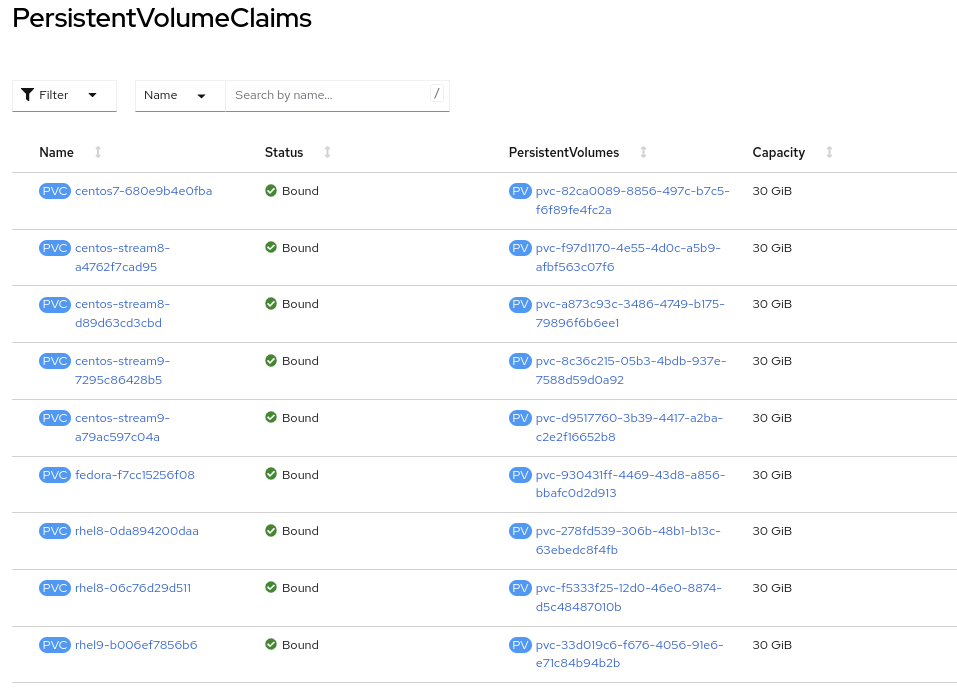 PersistentVolumeClaims
Filter Name Search by name... /
Name Status PersistentVolumes Capacity
PVC centos7-680e9b4e0fba Bound PV pvc-82ca0089-8856-497c-b7c5-
f6f89fe4fc2a 30 GiB
PVC centos-stream8- Bound PV pvc-f97d1170-4e55-4d0c-a5b9- 30 GiB
a4762f7cad95 afbf563c07f6
PVC centos-stream8- Bound PV pvc-a873c93c-3486-4749-b175- 30 GiB
d89d63cd3cbd 79896f6b6ee1
PVC centos-stream9- Bound PV pvc-8c36c215-05b3-4bdb-937e- 30 GiB
7295c86428b5 7588d59d0a92
PVC centos-stream9- Bound PV pvc-d9517760-3b39-4417-a2ba- 30 GiB
a79ac597c04a c2e2f16652b8
PVC fedora-f7cc15256f08 Bound PV pvc-930431ff-4469-43d8-a856- 30 GiB
bbafc0d2d913
PVC rhel8-0da894200daa Bound PV pvc-278fd539-306b-48b1-b13c- 30 GiB
63ebedc8f4fb
PVC rhel8-06c76d29d511 Bound PV pvc-f5333f25-12d0-46e0-8874- 30 GiB
d5c48487010b
PVC rhel9-b006ef7856b6 Bound PV pvc-33d019c6-f676-4056-91e6- 30 GiB
e71c84b94b2b